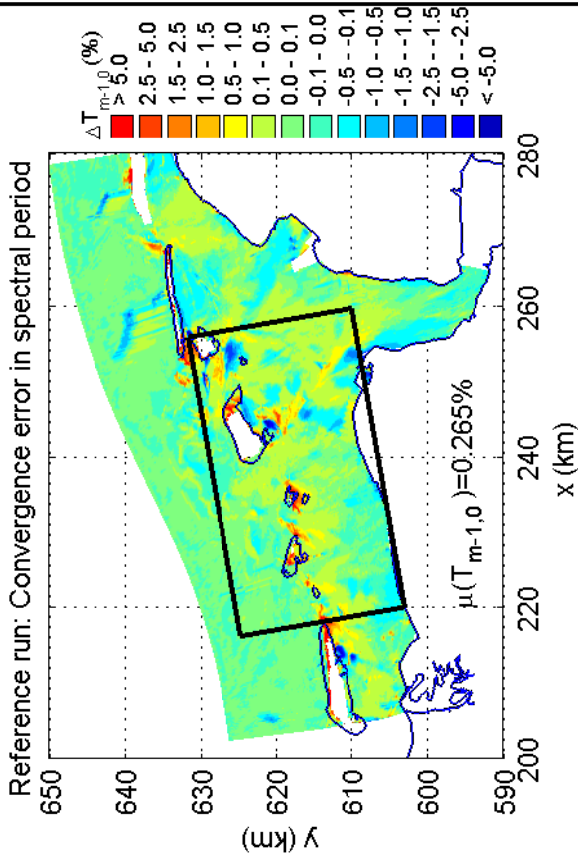 Reference run: Convergence error in spectral period
ΔT m-1,0 (%)
> 5.0
2.5 - 5.0
1.5 - 2.5
1.0 - 1.5
0.5 - 1.0
0.1 - 0.5
0.0 - 0.1
-0.1 - 0.0
-0.5 - -0.1
-1.0 - -0.5
-1.5 - -1.0
-2.5 - -1.5
-5.0 - -2.5
< -5.0
650
640
630
620
610
600
590
y (km)
μ(T m-1,0 )=0.265%
200
220
240
260
280
x (km)